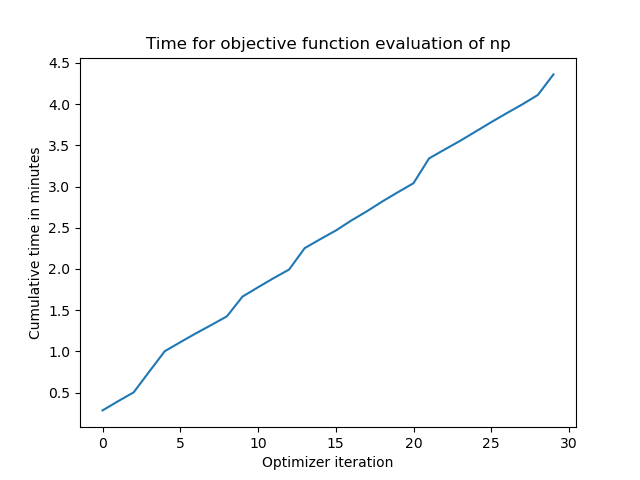 Time for objective function evaluation of np
4.5
4.0
3.5
3.0
2.5
2.0
1.5
1.0
0.5
Cumulative time in minutes
0 5 10 15 20 25 30
Optimizer iteration